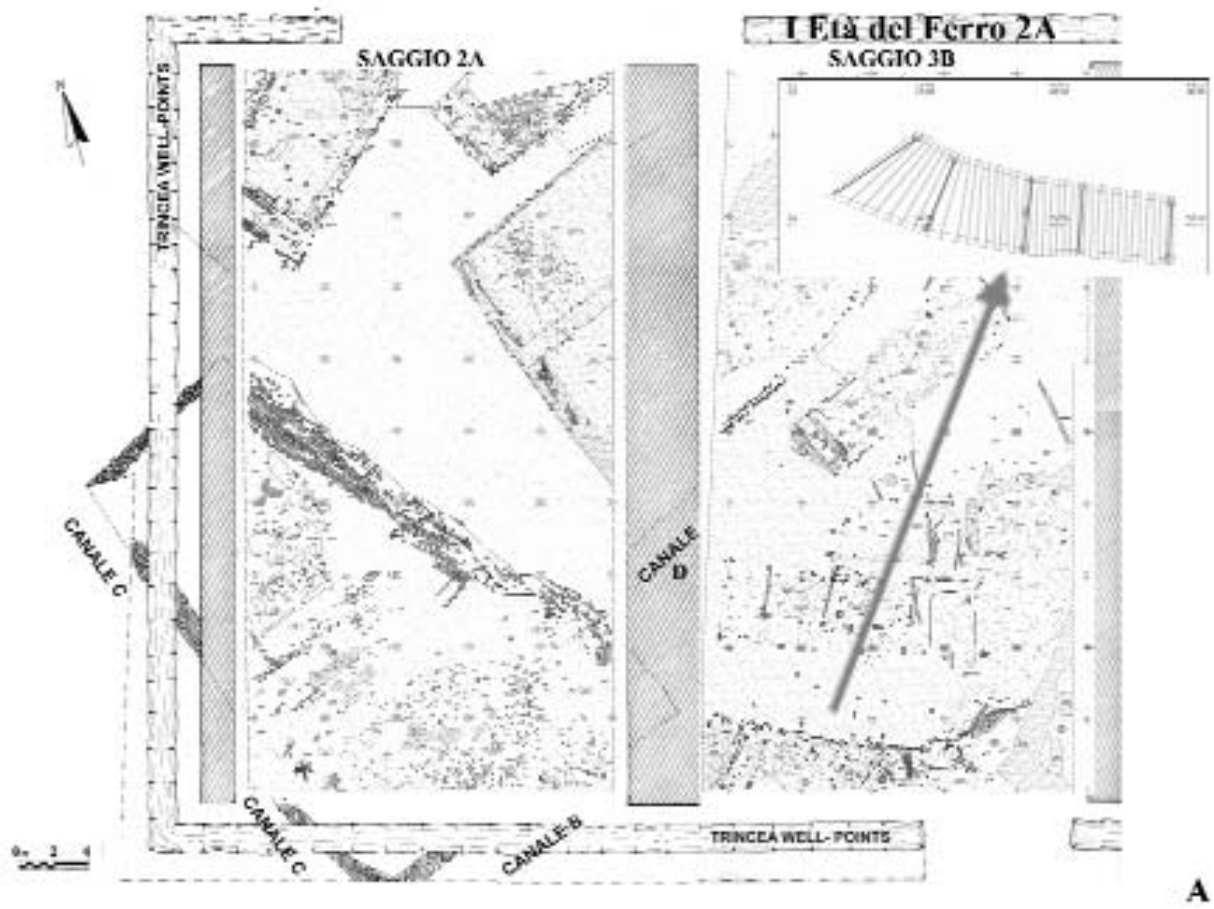 I Età del Ferro 2A
SAGGIO 2A
SAGGIO 3B
N
TRINCEA WELL-POINTS
CANALE C
CANALE
D
CANALE C
CANALE B
TRINCEA WELL- POINTS
A